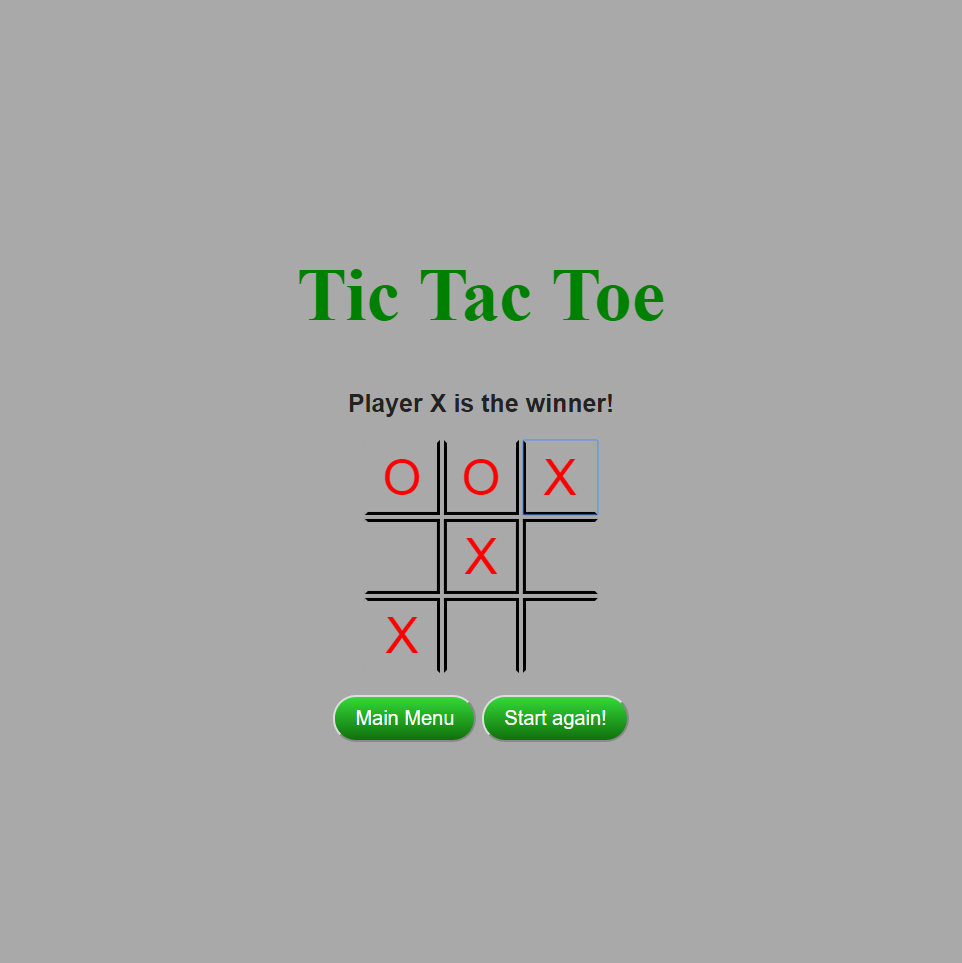 Tic Tac Toe
Player X is the winner!
O O X
X
X
Main Menu Start again!